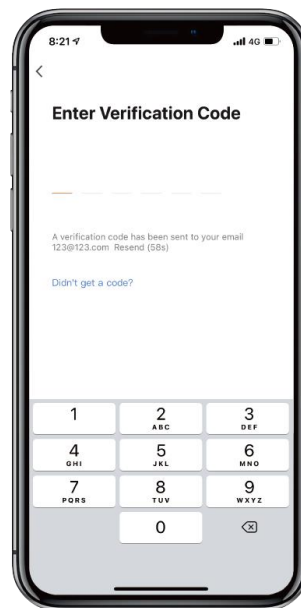 8:21
4G
Enter Verification Code
A verification code has been sent to your email
123@123.com Resend (58s)
Didn't get a code?
1 2 3
ABC DEF
4 5 6
GHI JKL MNO
7 8 9
PQRS TUV WXYZ
0